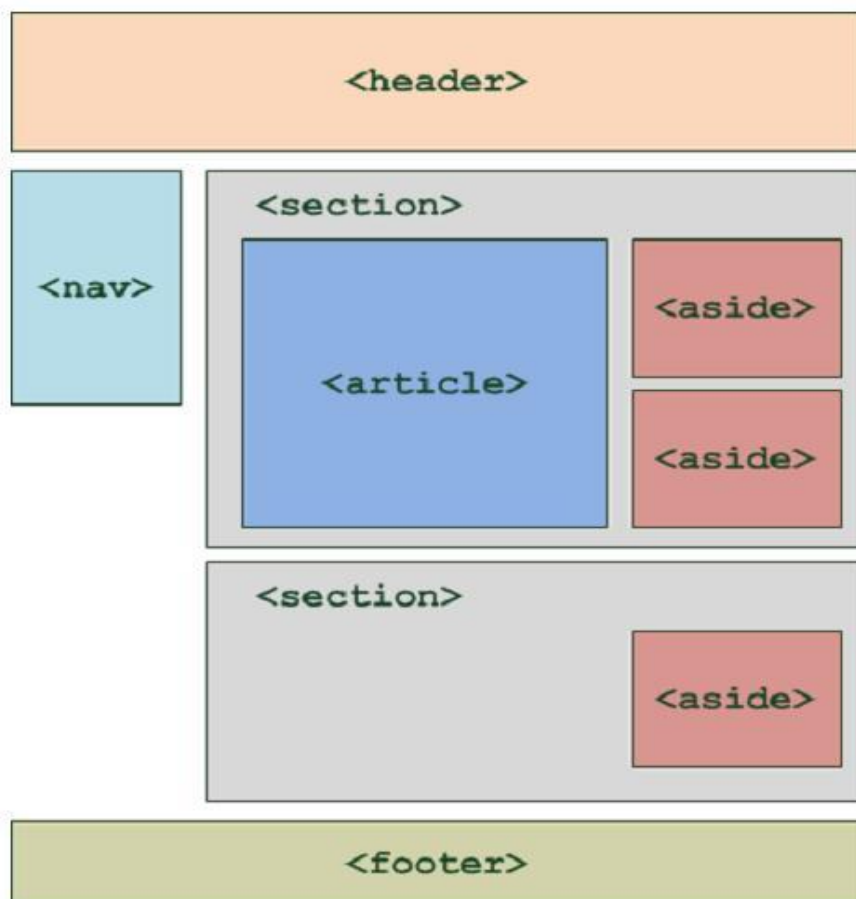 <header>
<nav>
<section>
<article>
<aside>
<aside>
<section>
<aside>
<footer>